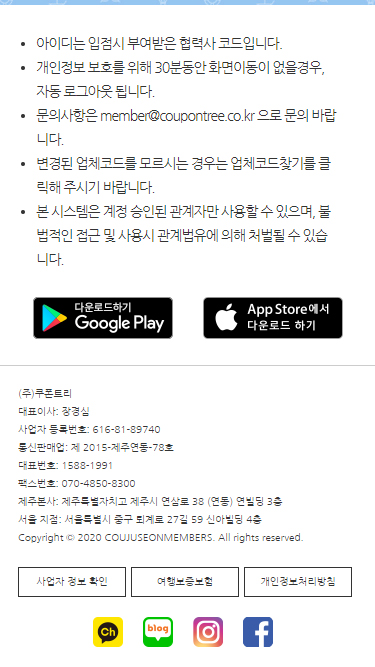 아이디는 입점시 부여받은 협력사 코드입니다.
개인정보 보호를 위해 30분동안 화면이동이 없을경우,
자동 로그아웃 됩니다.
문의사항은 member@coupontree.co.kr 으로 문의 바랍
니다.
변경된 업체코드를 모르시는 경우는 업체코드찾기를 클
릭해 주시기 바랍니다.
본 시스템은 계정 승인된 관계자만 사용할 수 있으며, 불
법적인 접근 및 사용시 관계법유에 의해 처벌될 수 있습
니다.
다운로드하기
Google Play
App Store에서
다운로드 하기
(주)쿠폰트리
대표이사: 장경심
사업자 등록번호: 616-81-89740
통신판매업: 제 2015-제주연동-78호
대표번호: 1588-1991
팩스번호: 070-4850-8300
제주본사: 제주특별자치고 제주시 연삼로 38 (연동) 연빌딩 3층
서울 지점: 서울특별시 중구 퇴계로 27길 59 신아빌딩 4층
Copyright © 2020 COUJUSEONMEMBERS. All rights reserved.
사업자 정보 확인
여행보증보험
개인정보처리방침
Ch
blog